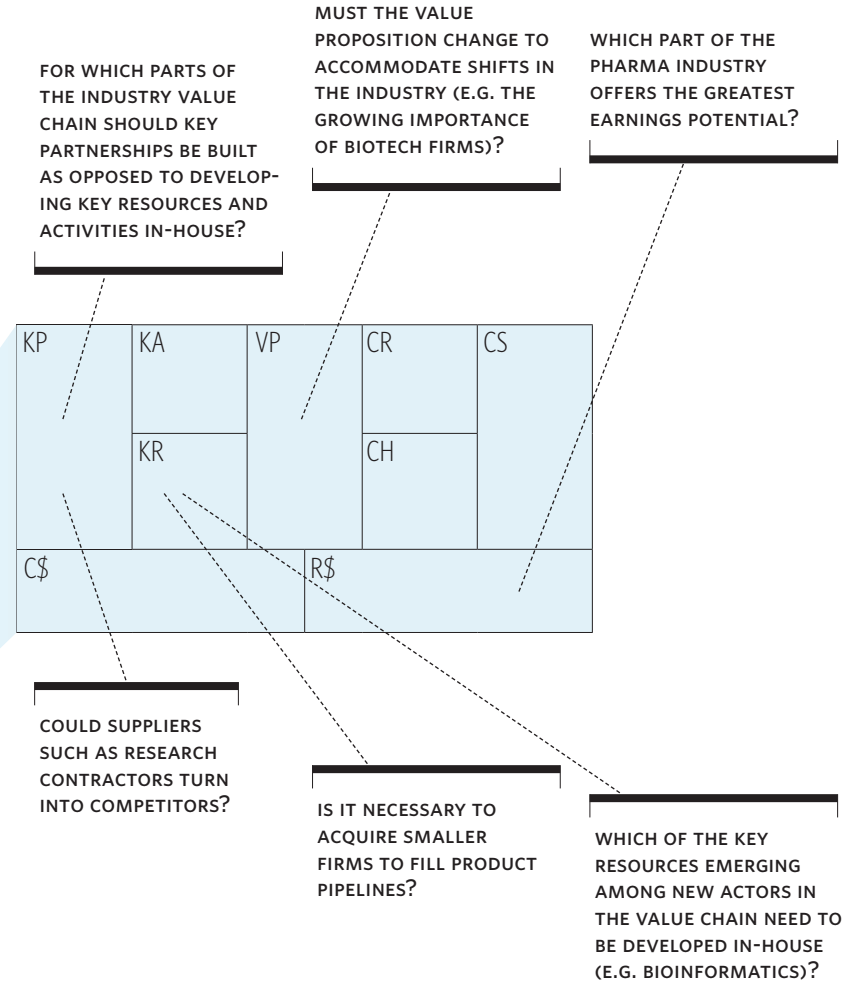 MUST THE VALUE
PROPOSITION CHANGE TO
ACCOMMODATE SHIFTS IN
THE INDUSTRY (E.G. THE
GROWING IMPORTANCE
OF BIOTECH FIRMS)?
WHICH PART OF THE
PHARMA INDUSTRY
OFFERS THE GREATEST
EARNINGS POTENTIAL?
FOR WHICH PARTS OF
THE INDUSTRY VALUE
CHAIN SHOULD KEY
PARTNERSHIPS BE BUILT
AS OPPOSED TO DEVELOP-
ING KEY RESOURCES AND
ACTIVITIES IN-HOUSE?
KP
KA
VP
CR
CS
KR
CH
C$
R$
COULD SUPPLIERS
SUCH AS RESEARCH
CONTRACTORS TURN
INTO COMPETITORS?
IS IT NECESSARY TO
ACQUIRE SMALLER
FIRMS TO FILL PRODUCT
PIPELINES?
WHICH OF THE KEY
RESOURCES EMERGING
AMONG NEW ACTORS IN
THE VALUE CHAIN NEED TO
BE DEVELOPED IN-HOUSE
(E.G. BIOINFORMATICS)?